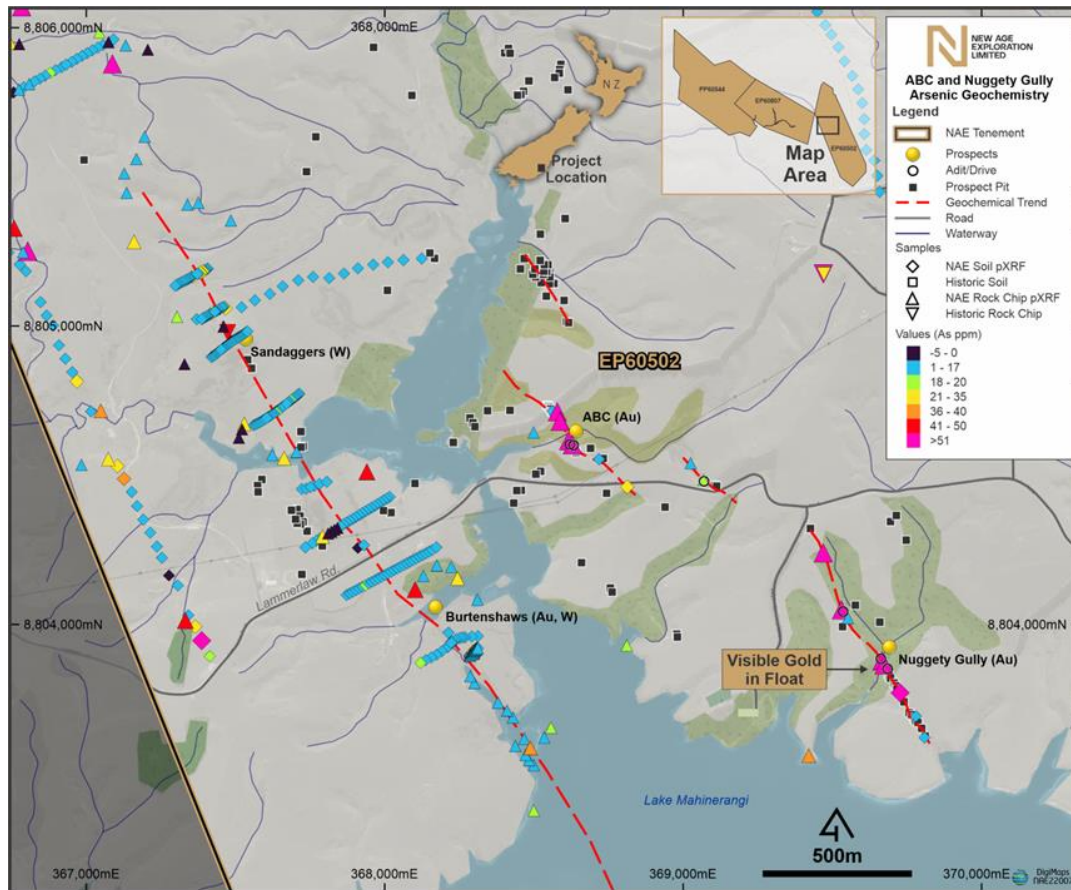 8,806,000mN
368,000mE
NZ
Project
Location
PP60544
EP60807
EP60502
Map
Area
N
NEW AGE
EXPLORATION
LIMITED
ABC and Nuggety Gully
Arsenic Geochemistry
Legend
NAE Tenement
Prospects
Adit/Drive
Prospect Pit
Geochemical Trend
Road
Waterway
Samples
NAE Soil pXRF
Historic Soil
NAE Rock Chip pXRF
Historic Rock Chip
Values (As ppm)
-5 - 0
1 - 17
18 - 20
21 - 35
36 - 40
41 - 50
>51
8,805,000mN
Sandaggers (W)
EP60502
ABC (Au)
Lammerlaw Rd.
Burtenshaws (Au, W)
8,804,000mN
8,804,000mN
Visible Gold
in Float
Nuggety Gully (Au)
Lake Mahinerangi
500m
367,000mE
368,000mE
369,000mE
370,000mE
DigiMaps